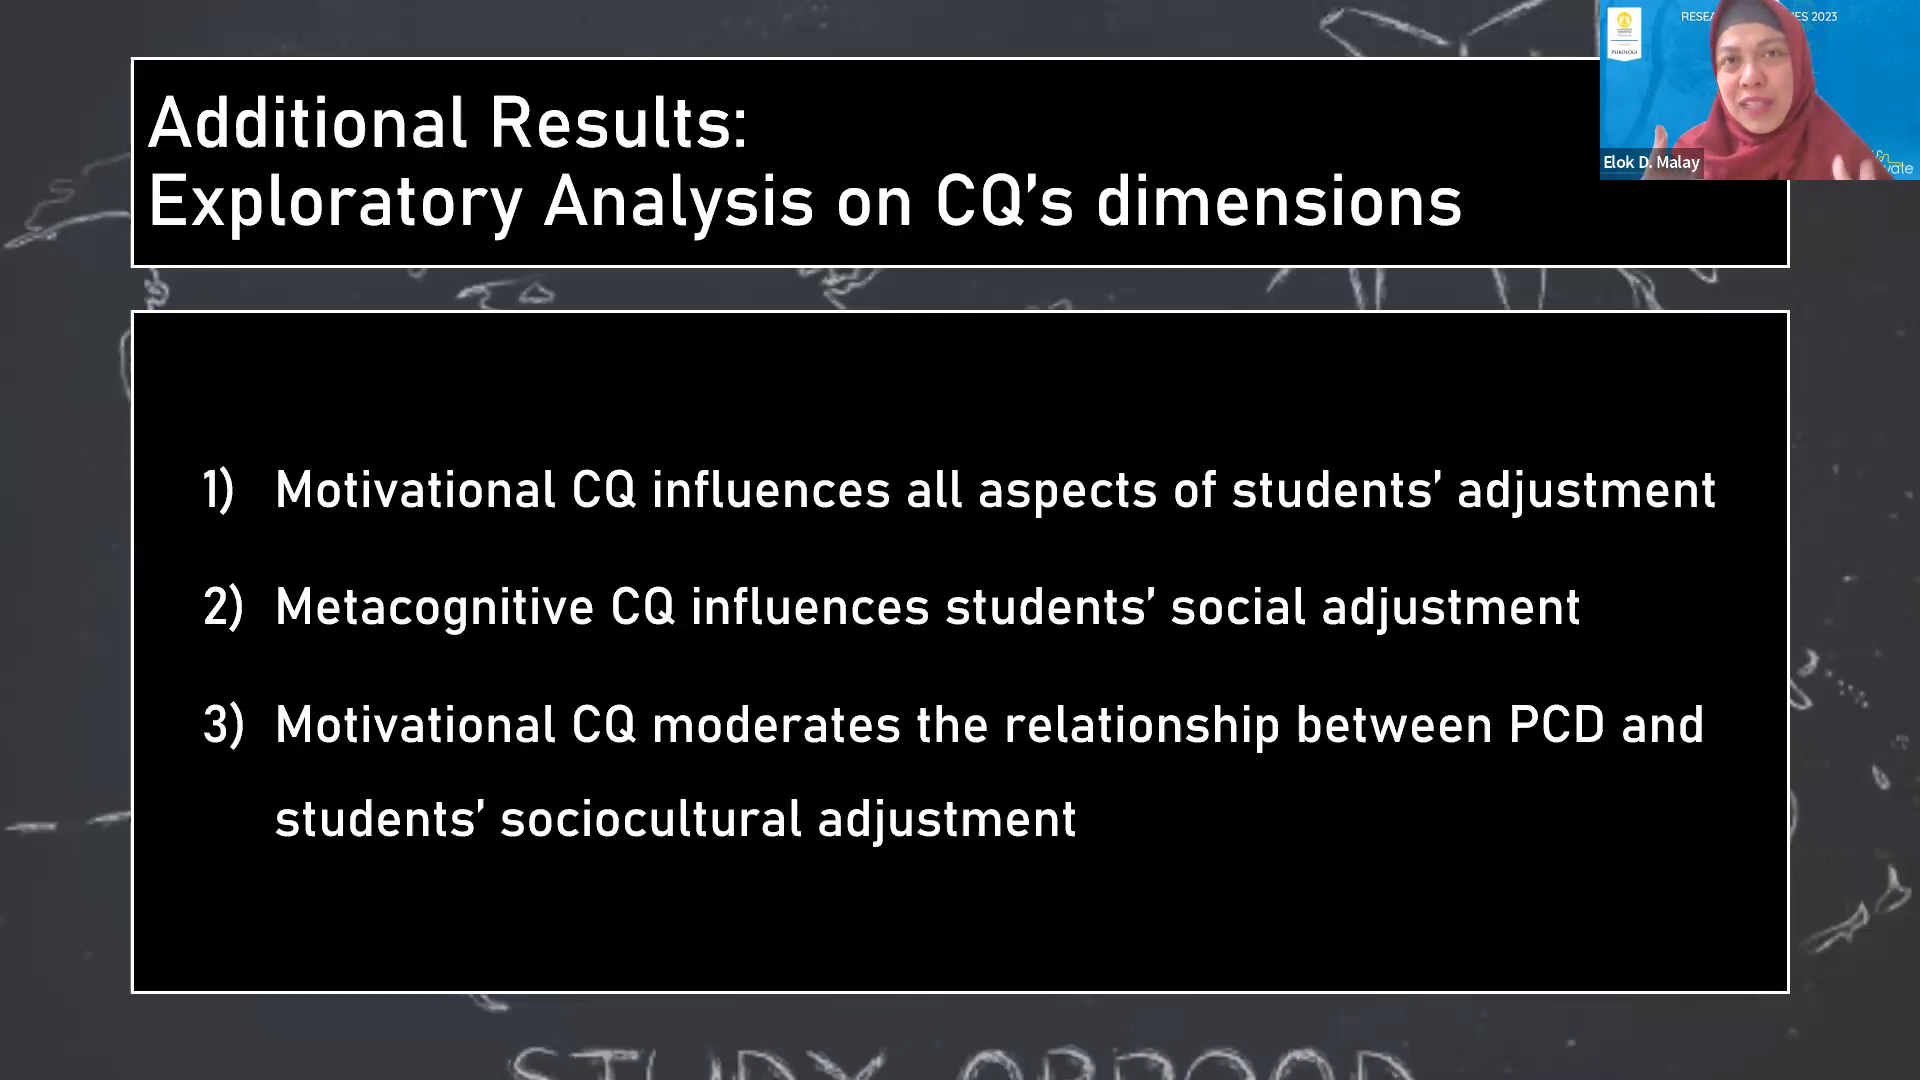 RESEA
ES 2023
PSIKOLOGI
Elok D. Malay
vate
Additional Results:
Exploratory Analysis on CQ’s dimensions
1) Motivational CQ influences all aspects of students’ adjustment
2) Metacognitive CQ influences students’ social adjustment
3) Motivational CQ moderates the relationship between PCD and
students’ sociocultural adjustment
STUDY ABROAD